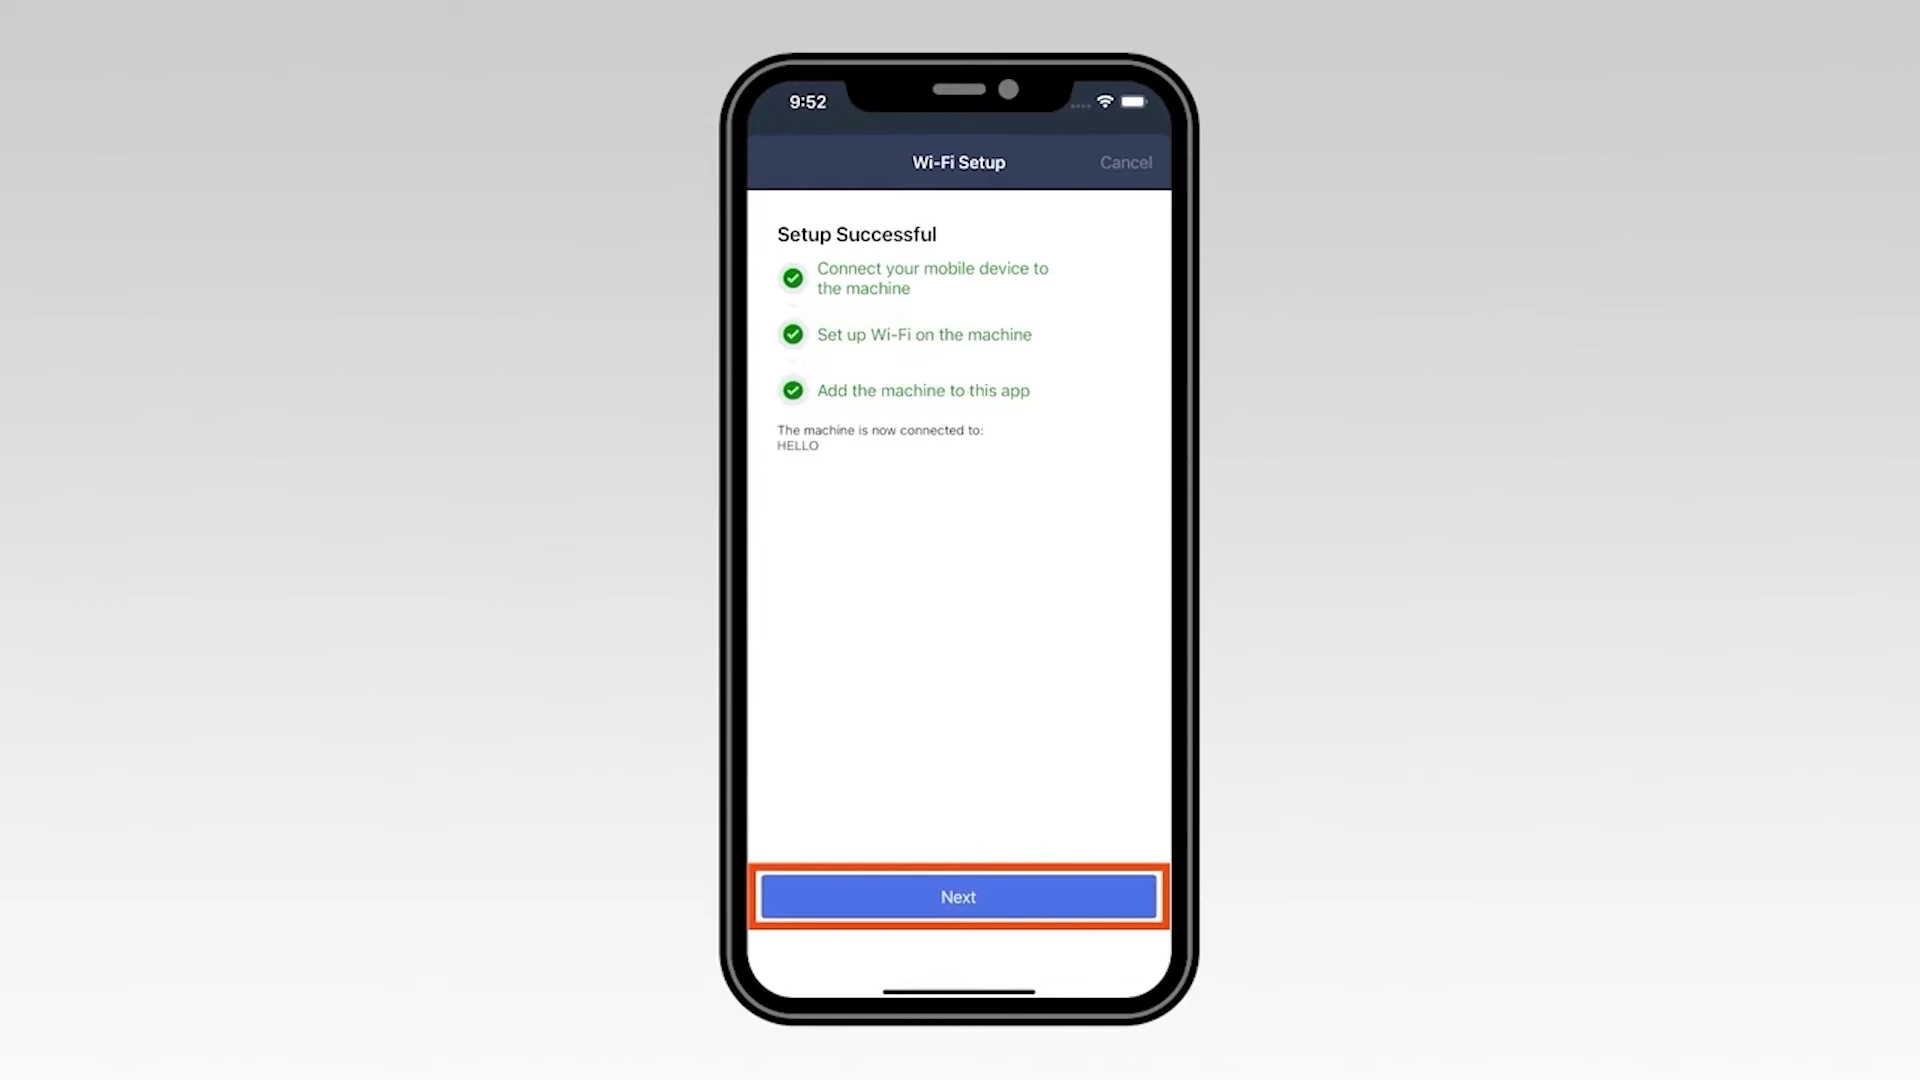 9:52
Wi-Fi Setup
Cancel
Setup Successful
Connect your mobile device to
the machine
Set up Wi-Fi on the machine
Add the machine to this app
The machine is now connected to:
HELLO
Next